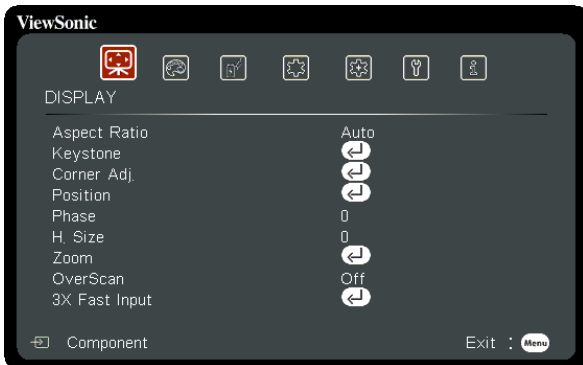 ViewSonic
DISPLAY
Aspect Ratio Auto
Keystone
Corner Adj.
Position
Phase 0
H. Size 0
Zoom
OverScan Off
3X Fast Input
Component Exit : Menu